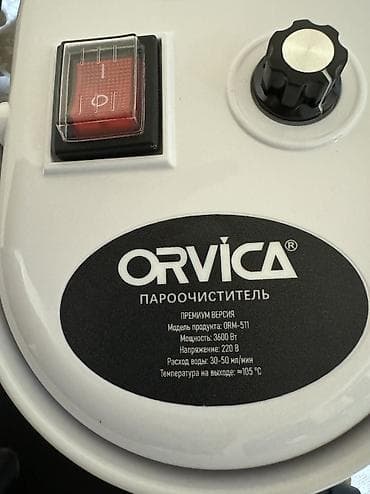 ORVICA®
ПАРООЧИСТИТЕЛЬ
ПРЕМИУМ ВЕРСИЯ
Модель продукта: ORM-511
Мощность: 3600 Вт
Напряжение: 220 В
Расход воды: 30-50 мл/мин
Температура на выходе: ≈105 °C